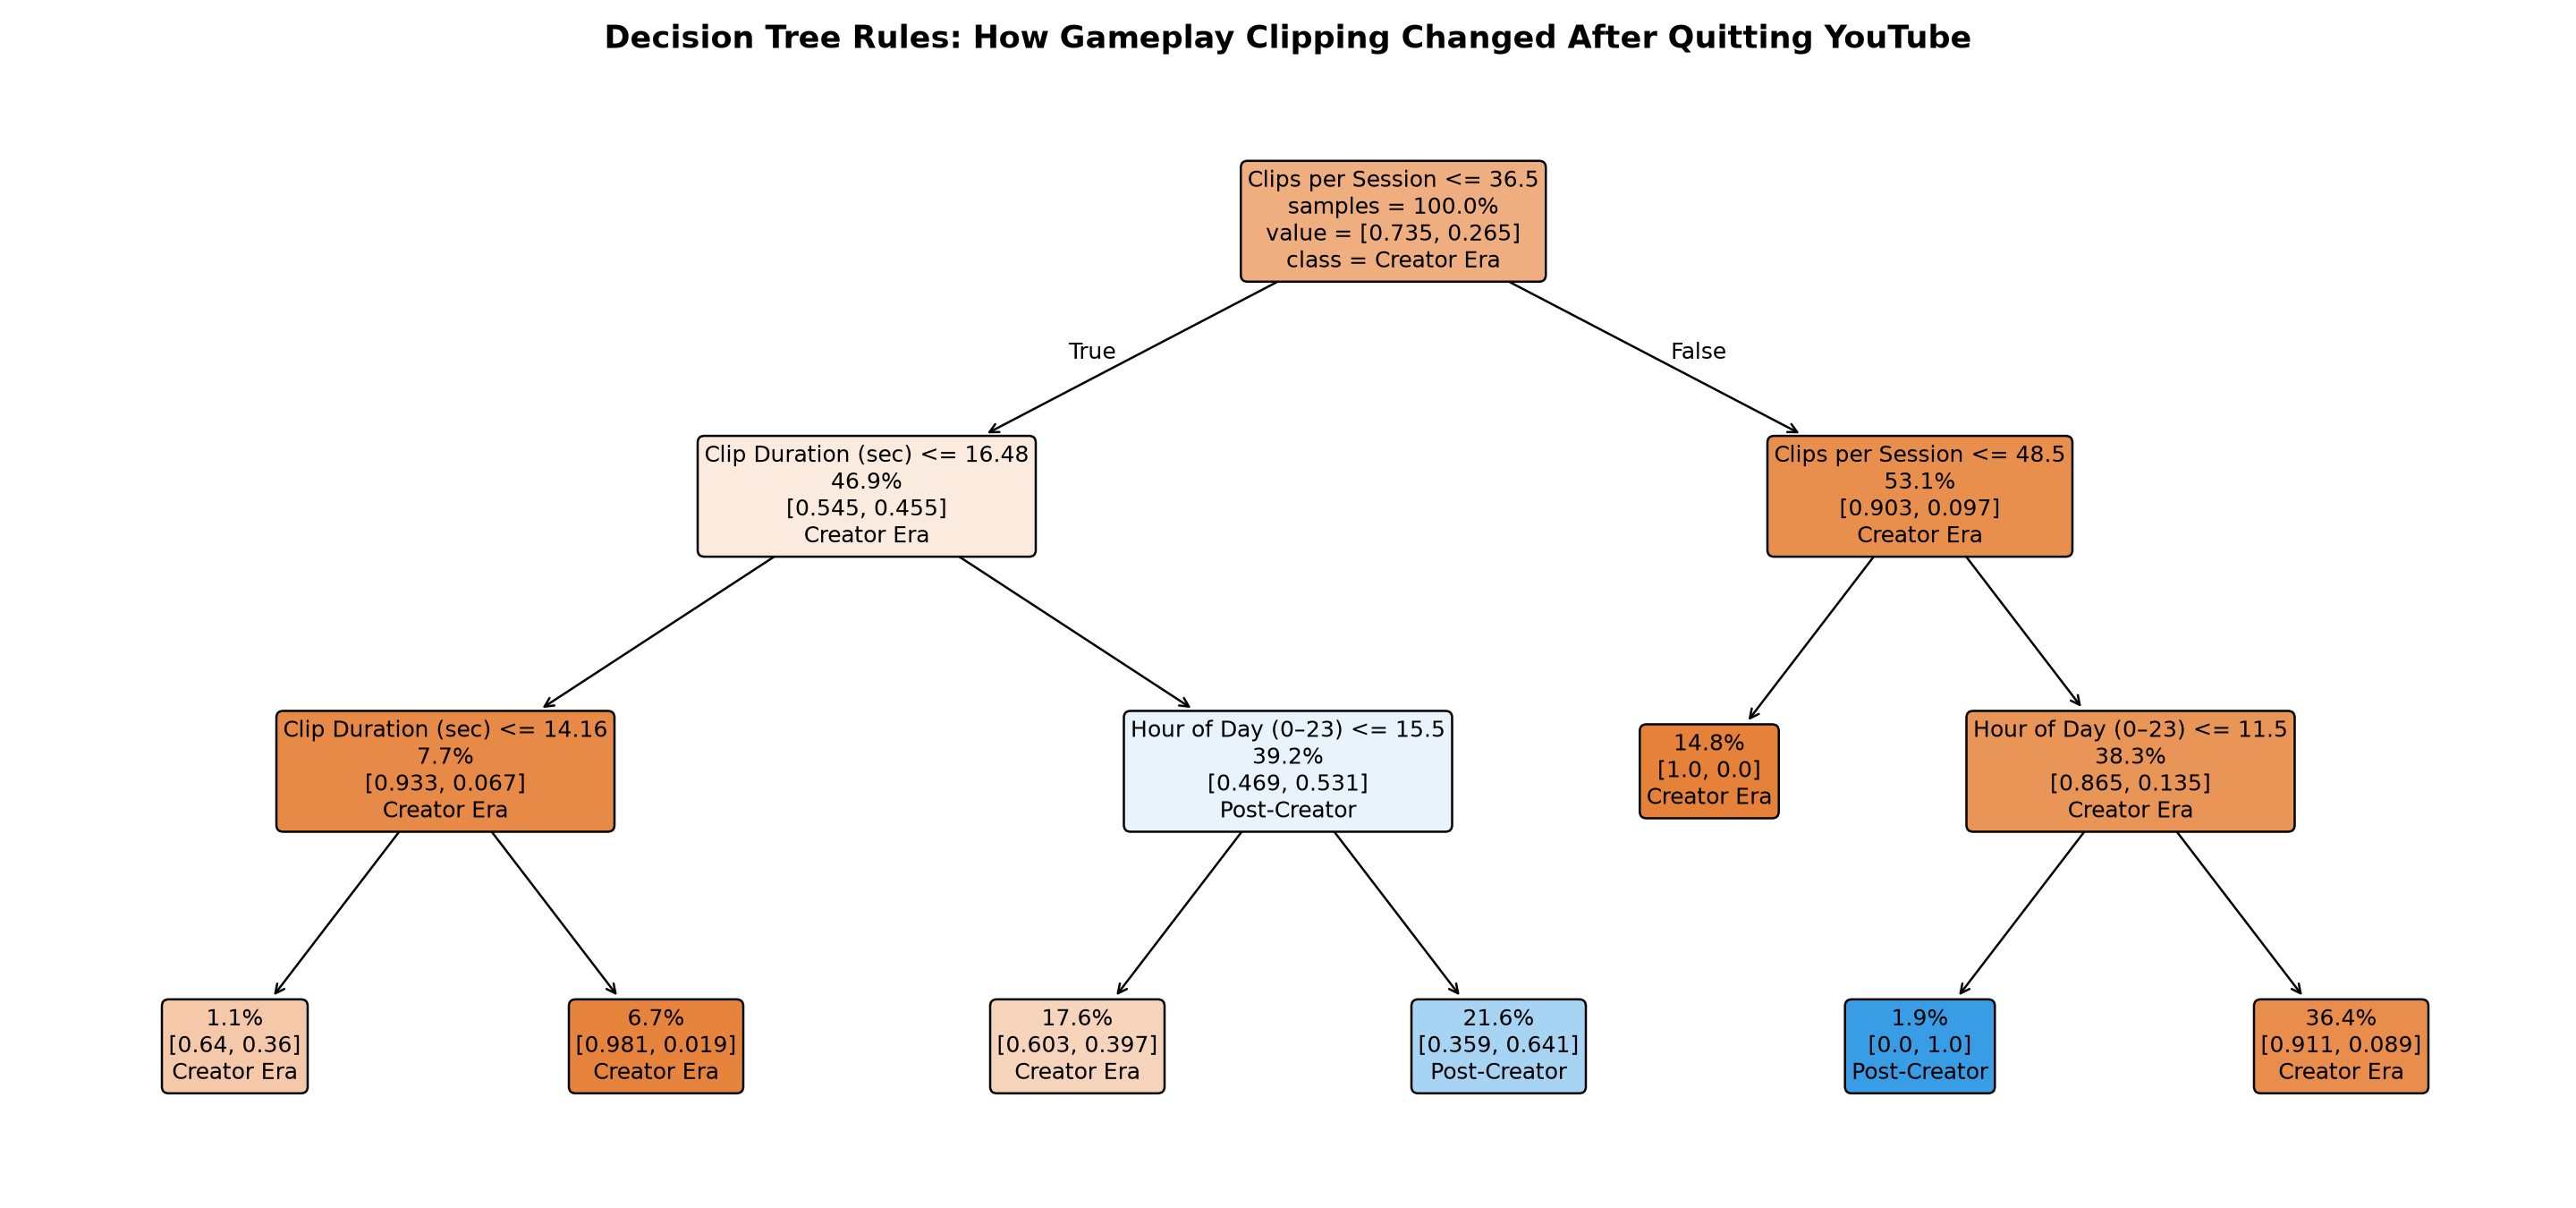 Decision Tree Rules: How Gameplay Clipping Changed After Quitting YouTube
Clips per Session <= 36.5
samples = 100.0%
value = [0.735, 0.265]
class = Creator Era
True
False
Clip Duration (sec) <= 16.48
46.9%
[0.545, 0.455]
Creator Era
Clips per Session <= 48.5
53.1%
[0.903, 0.097]
Creator Era
Clip Duration (sec) <= 14.16
7.7%
[0.933, 0.067]
Creator Era
Hour of Day (0–23) <= 15.5
39.2%
[0.469, 0.531]
Post-Creator
14.8%
[1.0, 0.0]
Creator Era
Hour of Day (0–23) <= 11.5
38.3%
[0.865, 0.135]
Creator Era
1.1%
[0.64, 0.36]
Creator Era
6.7%
[0.981, 0.019]
Creator Era
17.6%
[0.603, 0.397]
Creator Era
21.6%
[0.359, 0.641]
Post-Creator
1.9%
[0.0, 1.0]
Post-Creator
36.4%
[0.911, 0.089]
Creator Era